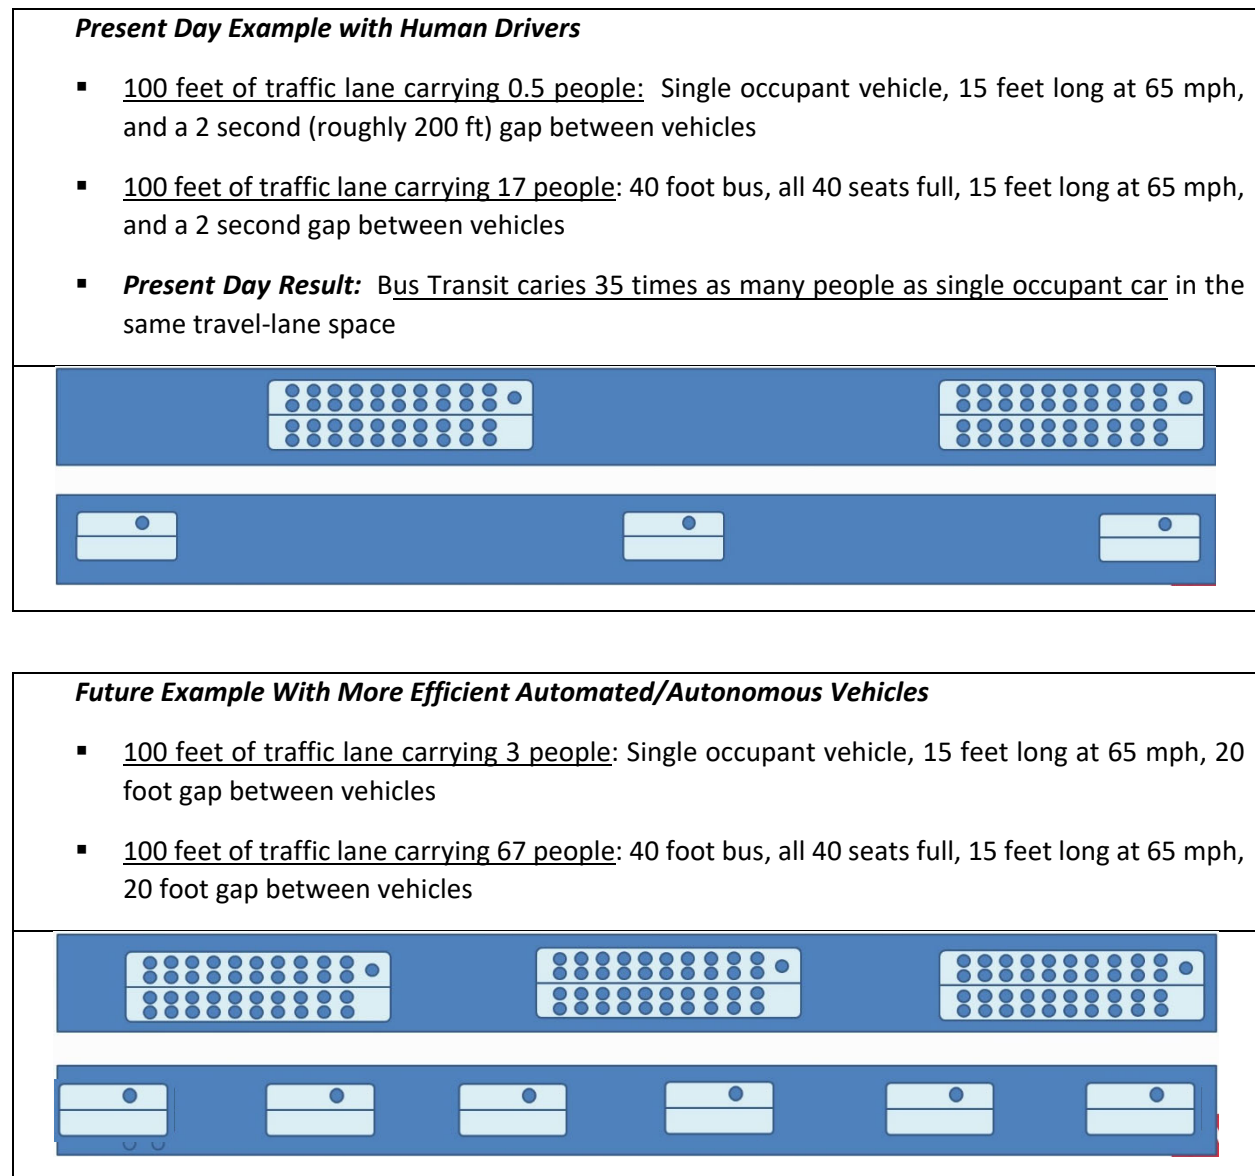 Present Day Example with Human Drivers
▪ 100 feet of traffic lane carrying 0.5 people: Single occupant vehicle, 15 feet long at 65 mph,
and a 2 second (roughly 200 ft) gap between vehicles
▪ 100 feet of traffic lane carrying 17 people: 40 foot bus, all 40 seats full, 15 feet long at 65 mph,
and a 2 second gap between vehicles
▪ Present Day Result: Bus Transit caries 35 times as many people as single occupant car in the
same travel-lane space
Future Example With More Efficient Automated/Autonomous Vehicles
▪ 100 feet of traffic lane carrying 3 people: Single occupant vehicle, 15 feet long at 65 mph, 20
foot gap between vehicles
▪ 100 feet of traffic lane carrying 67 people: 40 foot bus, all 40 seats full, 15 feet long at 65 mph,
20 foot gap between vehicles